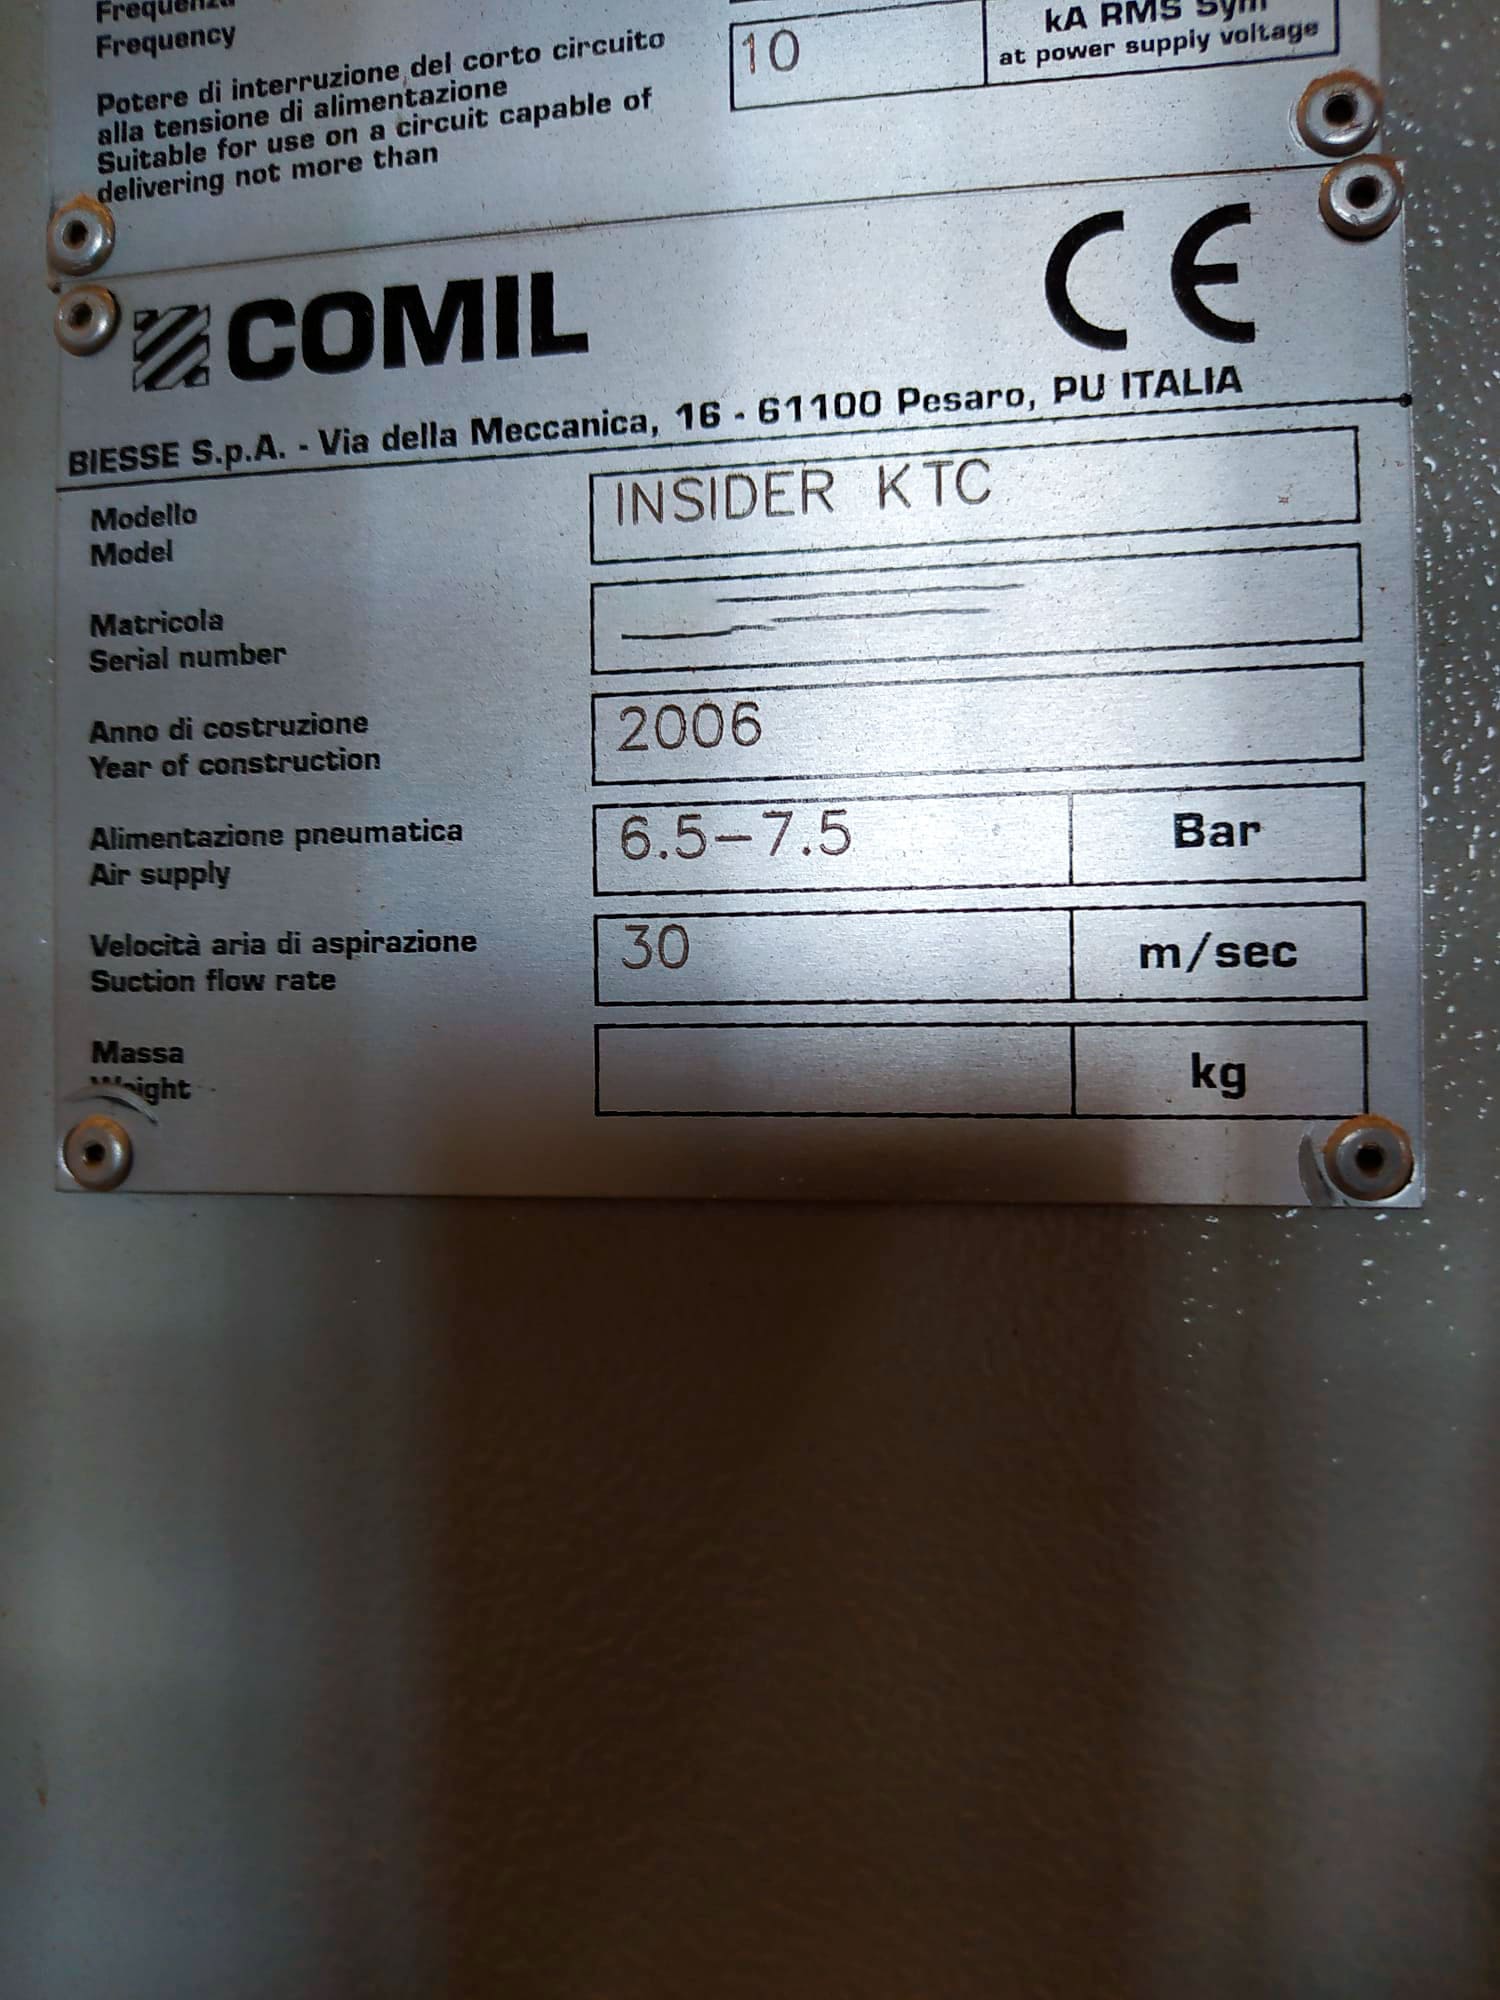 Frequenza
Frequency
Potere di interruzione del corto circuito
alla tensione di alimentazione
Suitable for use on a circuit capable of
delivering not more than
10
kA RMS Sym
at power supply voltage
COMIL
CE
BIESSE S.p.A. - Via della Meccanica, 16 - 61100 Pesaro, PU ITALIA
Modello
Model
INSIDER KTC
Matricola
Serial number
Anno di costruzione
Year of construction
2006
Alimentazione pneumatica
Air supply
6.5-7.5
Bar
Velocità aria di aspirazione
Suction flow rate
30
m/sec
Massa
Weight
kg